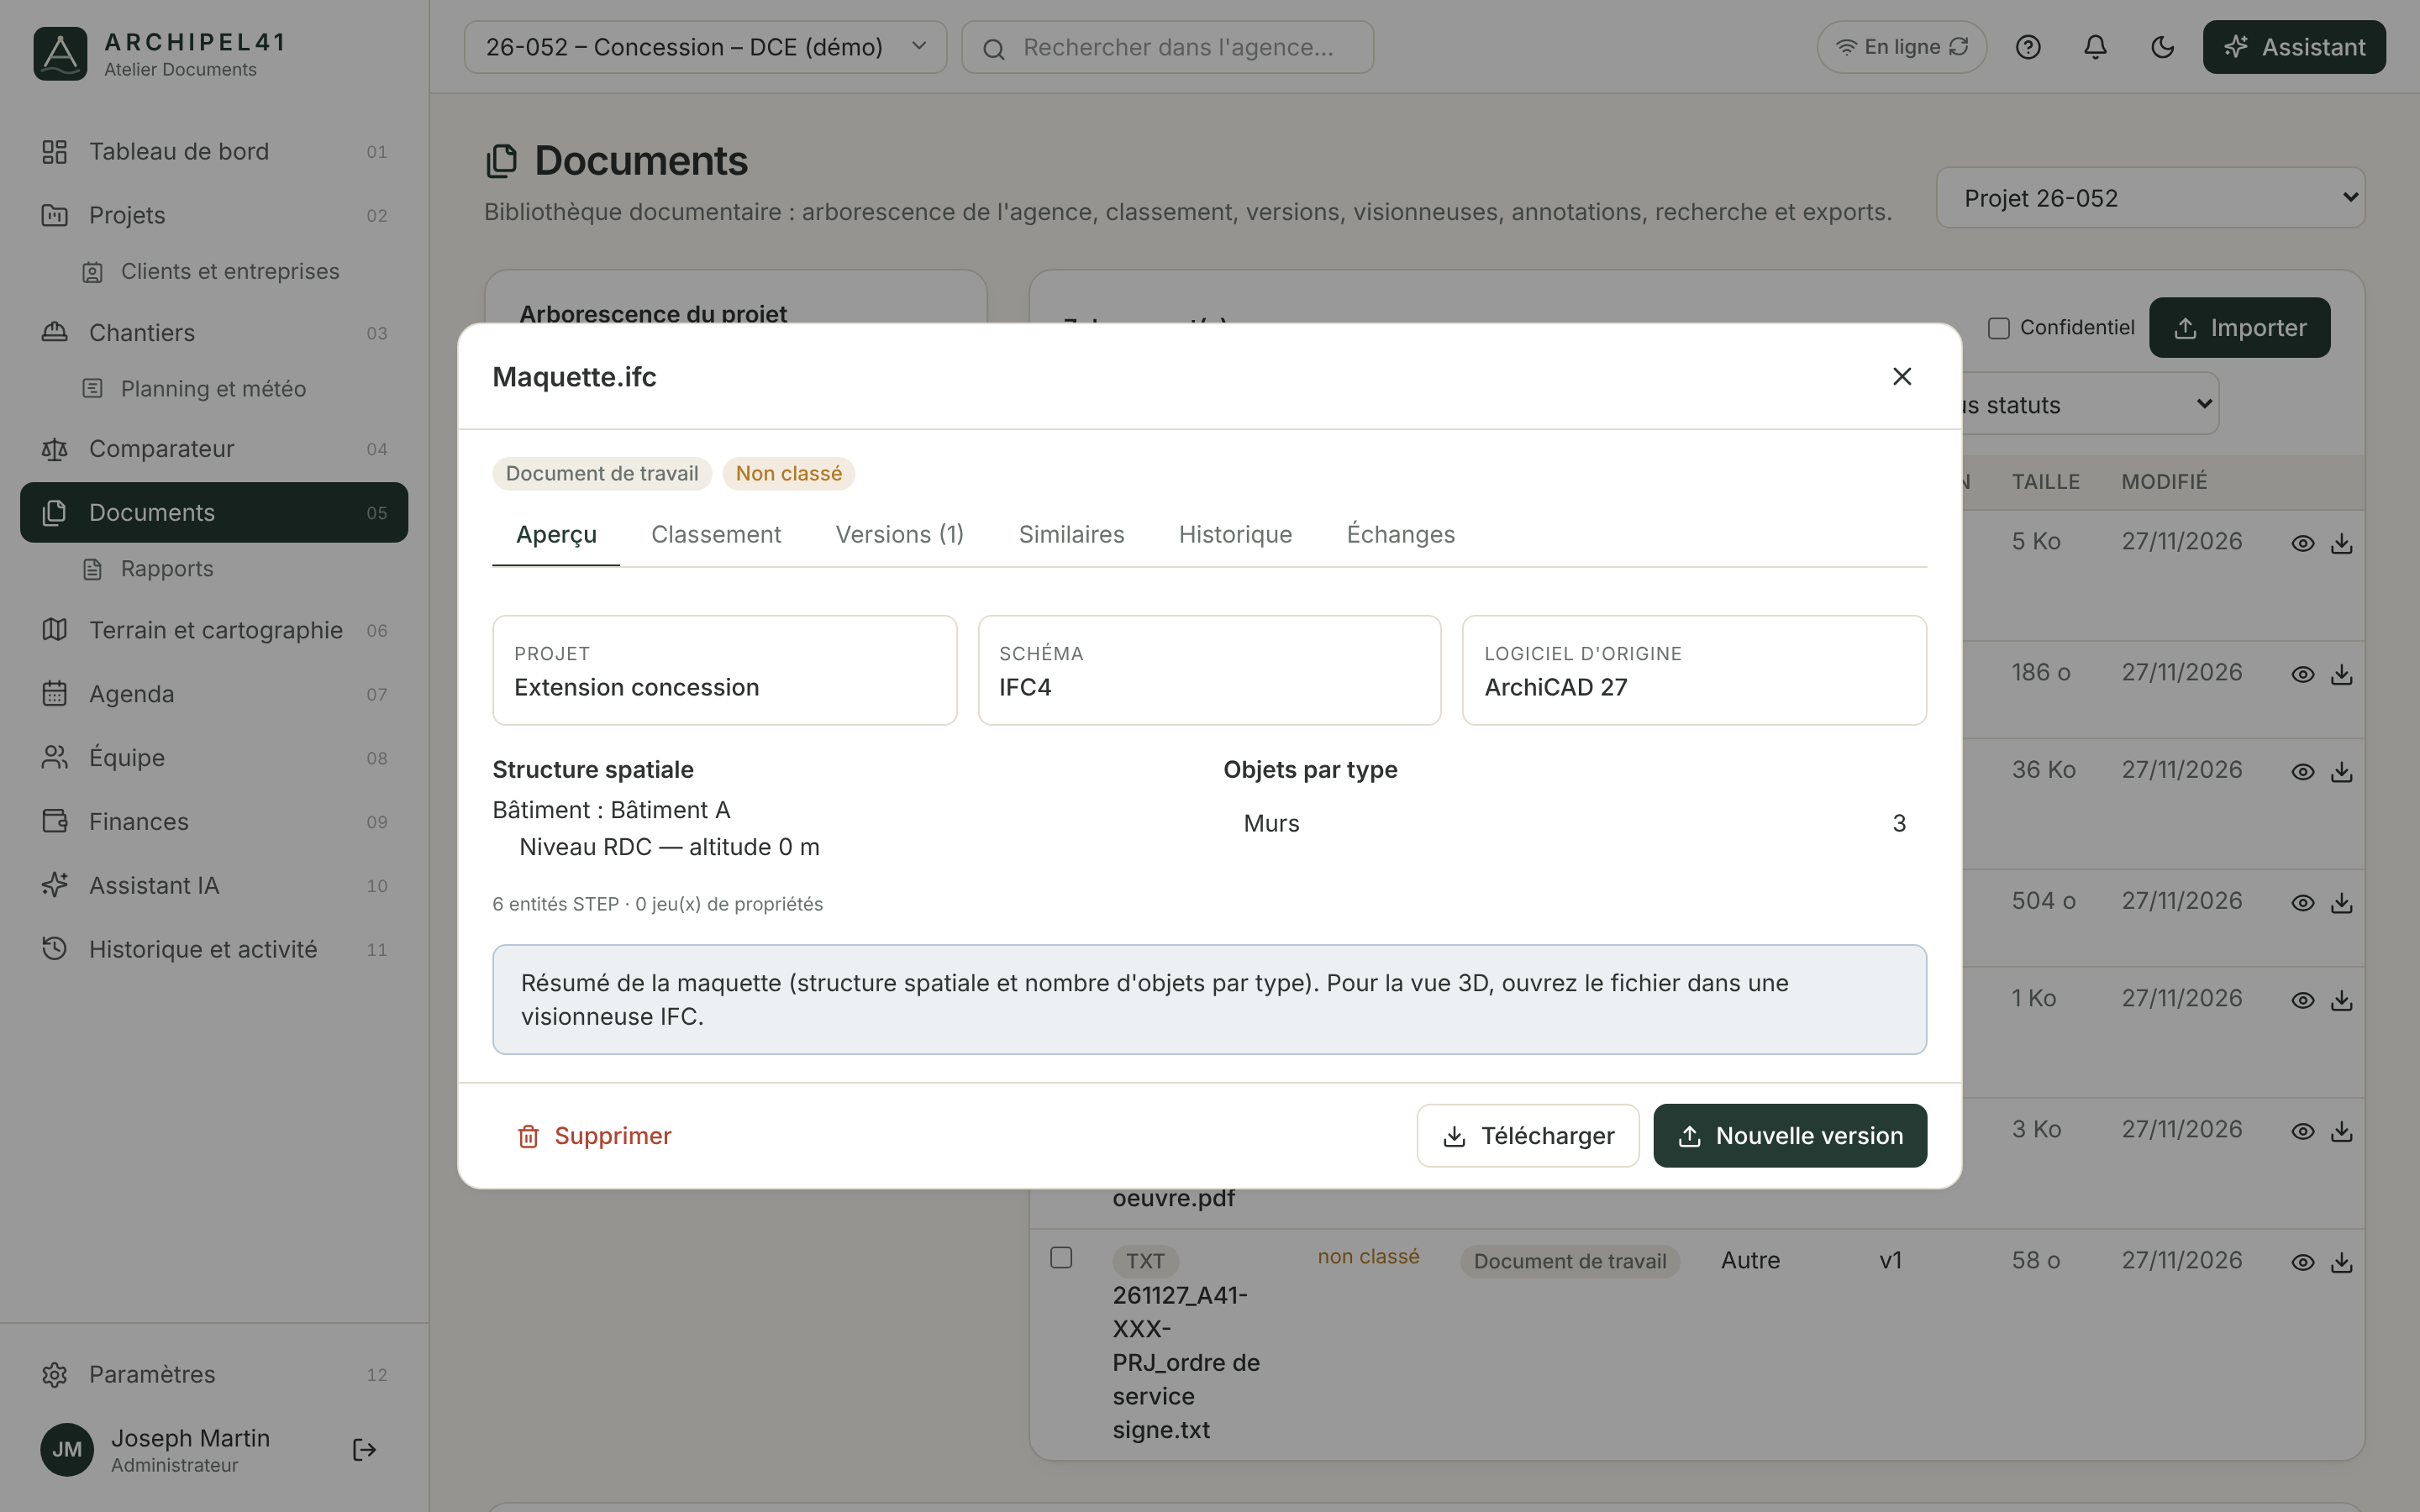 ARCHIPEL41
Atelier Documents
Tableau de bord 01
Projets 02
Clients et entreprises
Chantiers 03
Planning et météo
Comparateur 04
Documents 05
Rapports
Terrain et cartographie 06
Agenda 07
Équipe 08
Finances 09
Assistant IA 10
Historique et activité 11
Paramètres 12
JM
Joseph Martin
Administrateur
26-052 – Concession – DCE (démo)
Rechercher dans l'agence...
En ligne
Assistant
Documents
Bibliothèque documentaire : arborescence de l'agence, classement, versions, visionneuses, annotations, recherche et exports.
Projet 26-052
Arborescence du projet
Confidentiel
Importer
statuts
TAILLE MODIFIÉ
5 Ko 27/11/2026
186 o 27/11/2026
36 Ko 27/11/2026
504 o 27/11/2026
1 Ko 27/11/2026
3 Ko 27/11/2026
Maquette.ifc
Document de travail Non classé
Aperçu Classement Versions (1) Similaires Historique Échanges
PROJET
Extension concession
SCHÉMA
IFC4
LOGICIEL D'ORIGINE
ArchiCAD 27
Structure spatiale
Bâtiment : Bâtiment A
Niveau RDC — altitude 0 m
Objets par type
Murs 3
6 entités STEP · 0 jeu(x) de propriétés
Résumé de la maquette (structure spatiale et nombre d'objets par type). Pour la vue 3D, ouvrez le fichier dans une
visionneuse IFC.
Supprimer
Télécharger
Nouvelle version
oeuvre.pdf
TXT non classé Document de travail Autre v1 58 o 27/11/2026
261127_A41-
XXX-
PRJ_ordre de
service
signe.txt